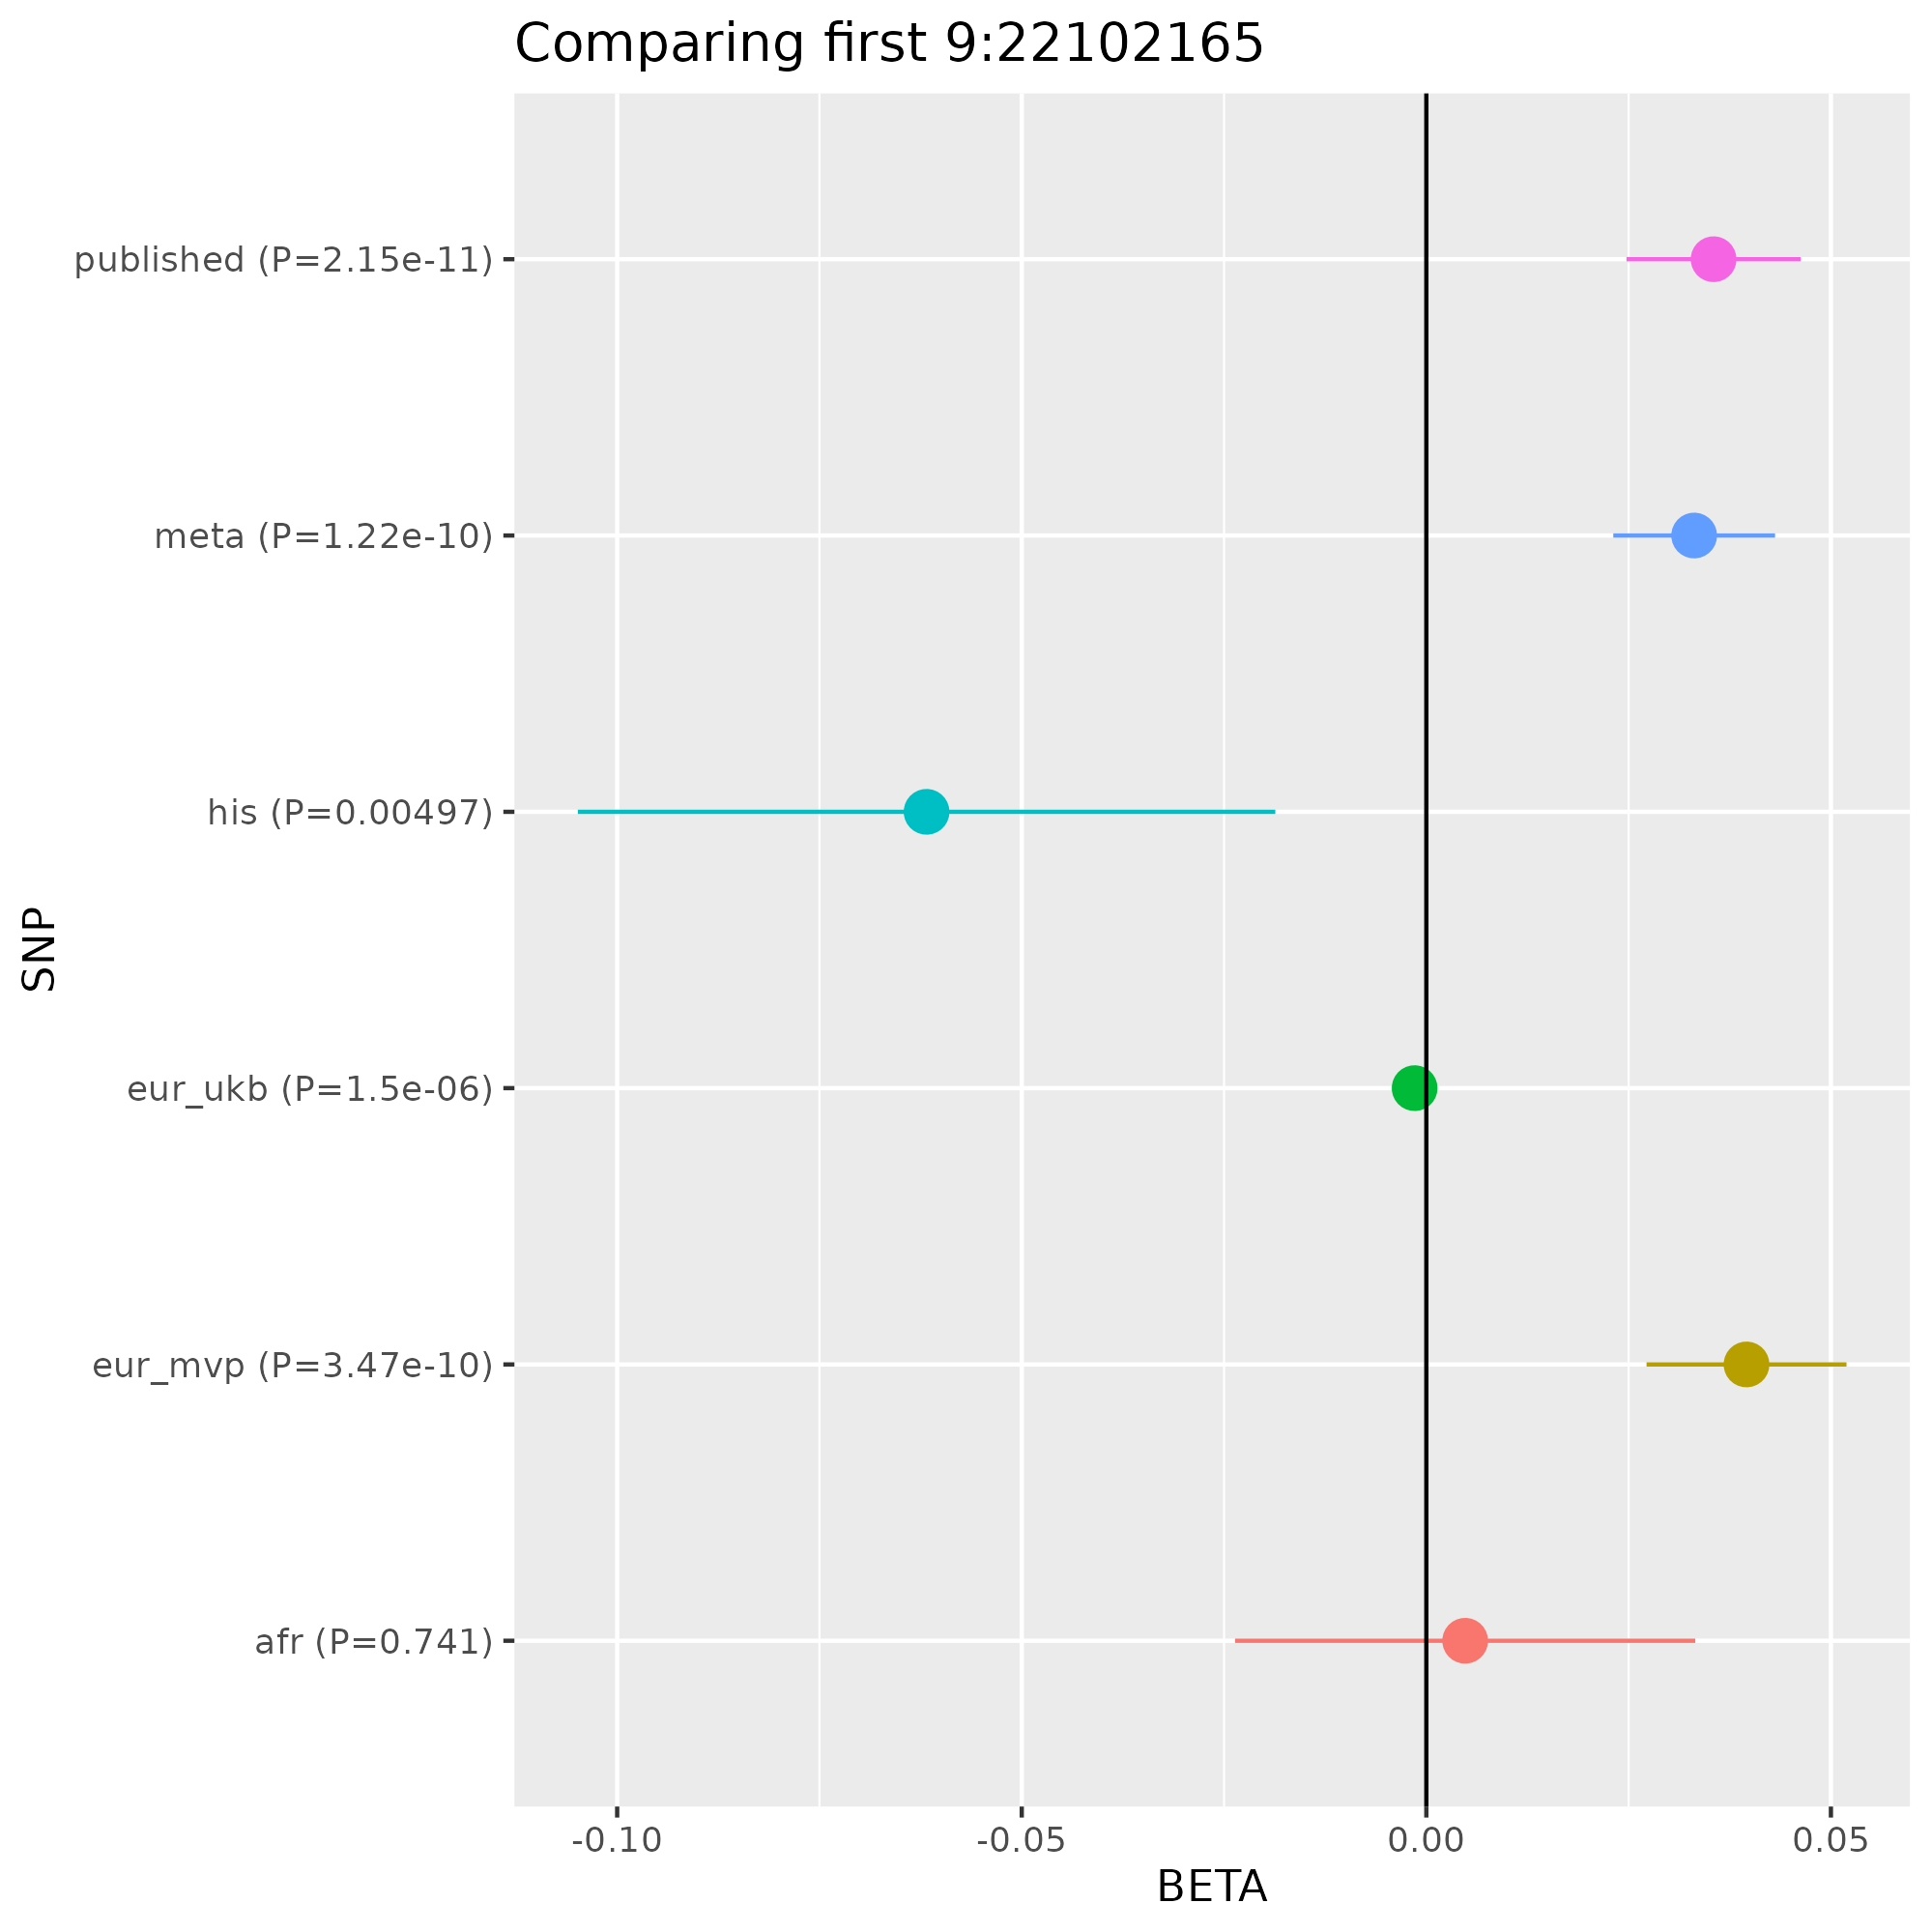 Comparing first 9:22102165
published (P=2.15e-11)
meta (P=1.22e-10)
his (P=0.00497)
SNP
eur_ukb (P=1.5e-06)
eur_mvp (P=3.47e-10)
afr (P=0.741)
-0.10
-0.05
0.00
0.05
BETA